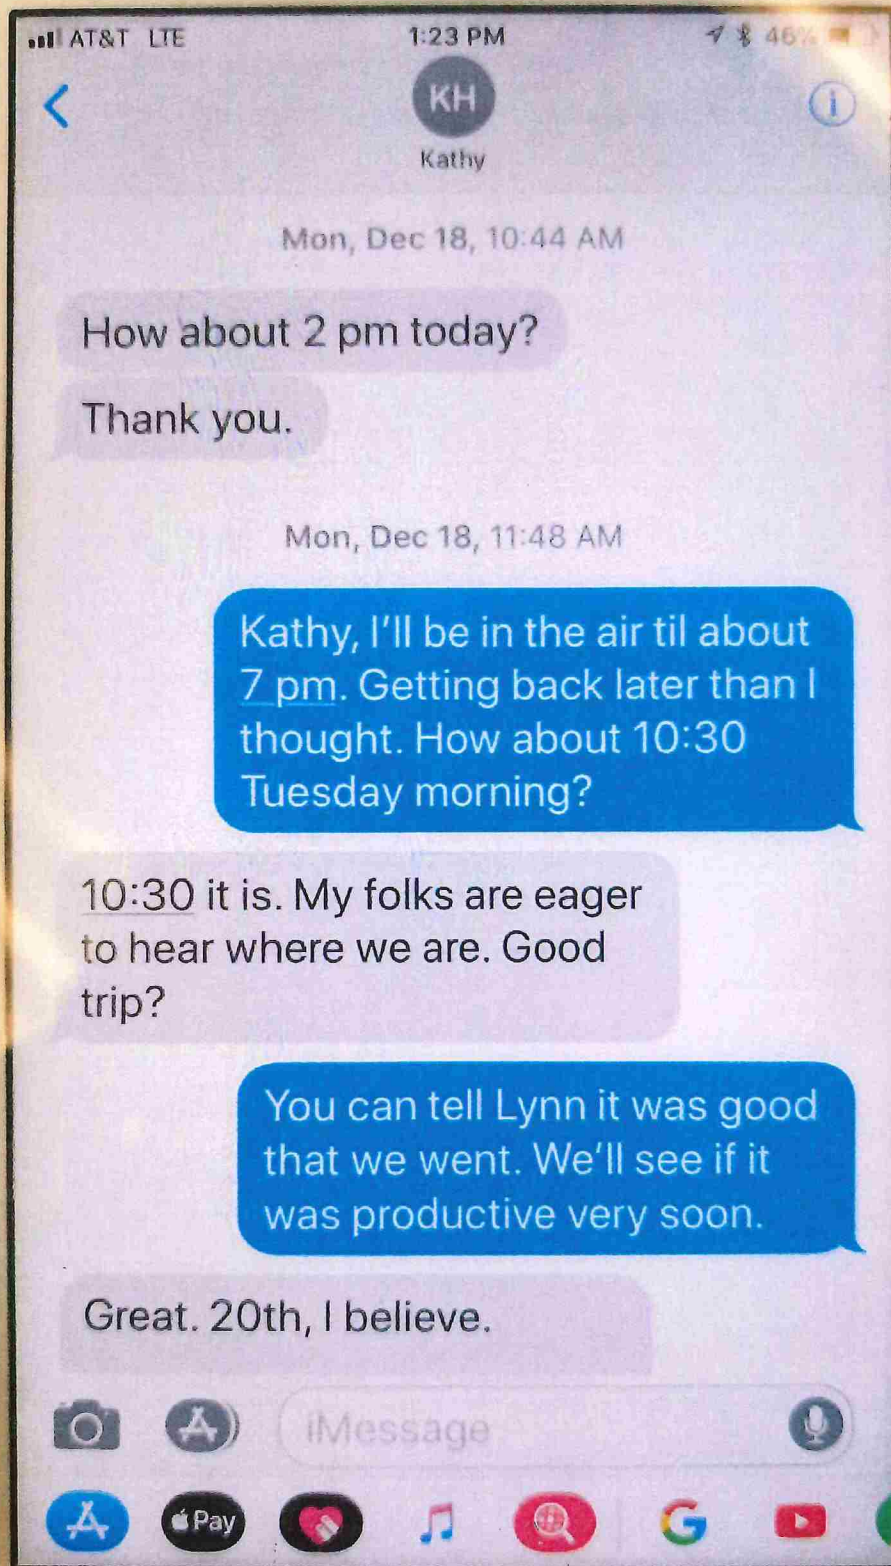 AT&T LTE 1:23 PM 46%
KH
Kathy
Mon, Dec 18, 10:44 AM
How about 2 pm today?
Thank you.
Mon, Dec 18, 11:48 AM
Kathy, I'll be in the air til about
7 pm. Getting back later than I
thought. How about 10:30
Tuesday morning?
10:30 it is. My folks are eager
to hear where we are. Good
trip?
You can tell Lynn it was good
that we went. We'll see if it
was productive very soon.
Great. 20th, I believe.
iMessage
Pay